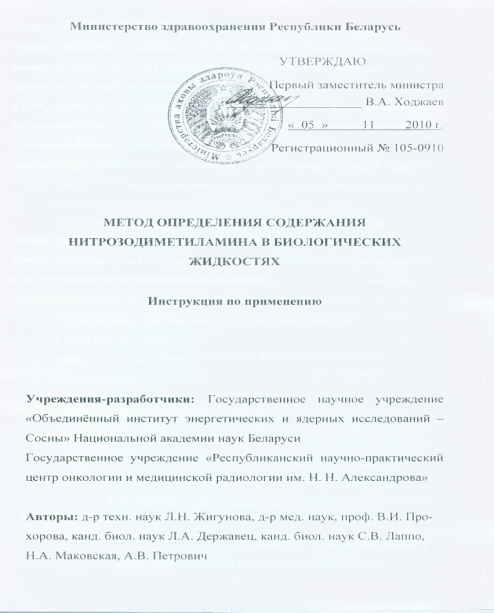 Министерство здравоохранения Республики Беларусь
УТВЕРЖДАЮ
Первый заместитель министра
В.А. Ходжаев
« 05 » 11 2010 г.
Регистрационный № 105-0910
Міністэрства аховы здароўя Рэспублікі Беларусь
МЕТОД ОПРЕДЕЛЕНИЯ СОДЕРЖАНИЯ
НИТРОЗОДИМЕТИЛАМИНА В БИОЛОГИЧЕСКИХ
ЖИДКОСТЯХ
Инструкция по применению
Учреждения-разработчики: Государственное научное учреждение
«Объединённый институт энергетических и ядерных исследований –
Сосны» Национальной академии наук Беларуси
Государственное учреждение «Республиканский научно-практический
центр онкологии и медицинской радиологии им. Н. Н. Александрова»
Авторы: д-р техн. наук Л.Н. Жигунова, д-р мед. наук, проф. В.И. Про-
хорова, канд. биол. наук Л.А. Державец, канд. биол. наук С.В. Лаппо,
Н.А. Маковская, А.В. Петрович